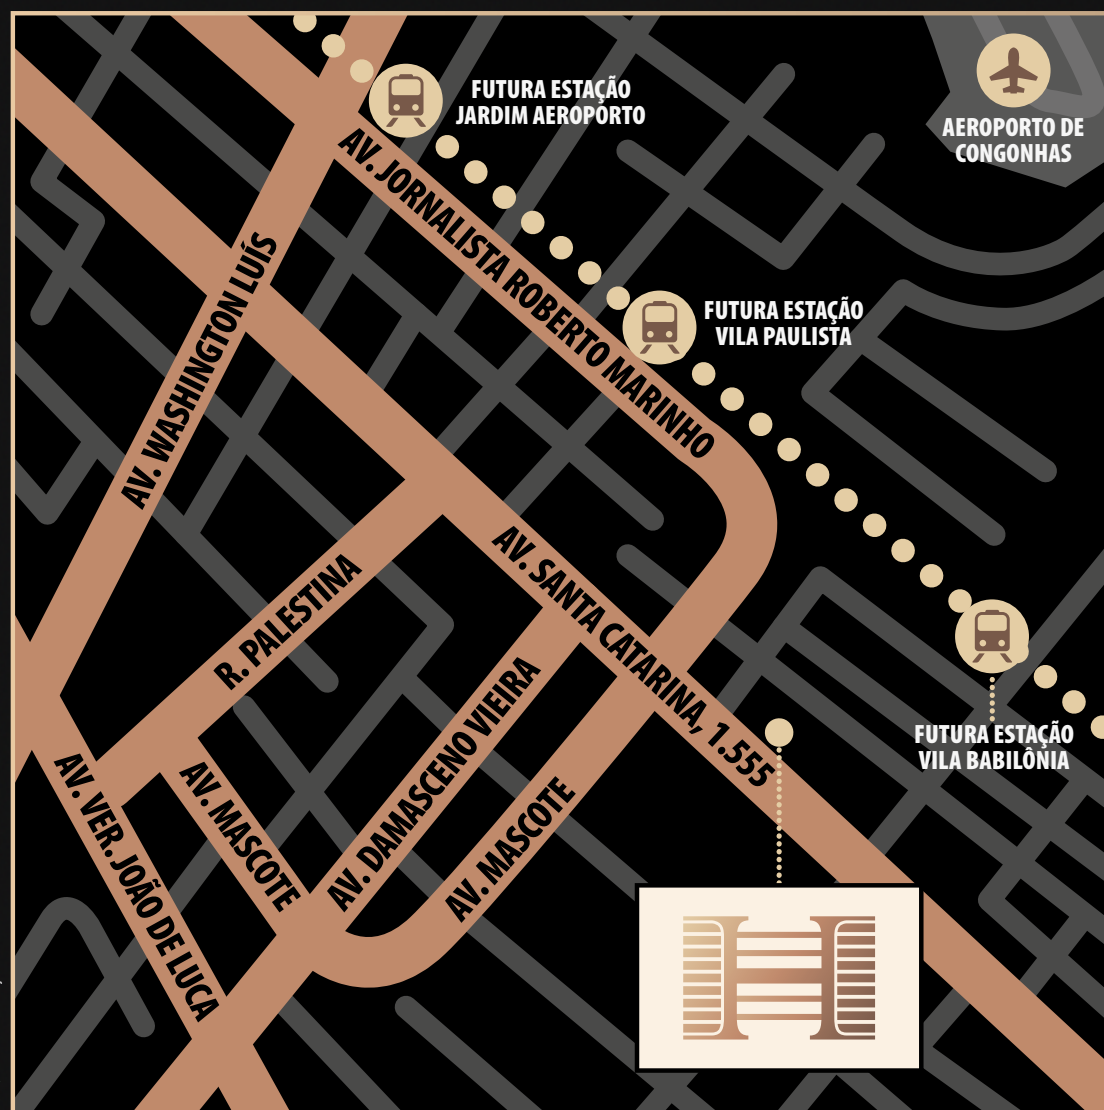 FUTURA ESTAÇÃO
JARDIM AEROPORTO
AEROPORTO DE
CONGONHAS
AV. JORNALISTA ROBERTO MARINHO
AV. WASHINGTON LUÍS
FUTURA ESTAÇÃO
VILA PAULISTA
R. PALESTINA
AV. SANTA CATARINA, 1.555
AV. DAMASCENO VIEIRA
FUTURA ESTAÇÃO
VILA BABILÔNIA
AV. VER. JOÃO DE LUCA
AV. MASCOTE
AV. MASCOTE
H